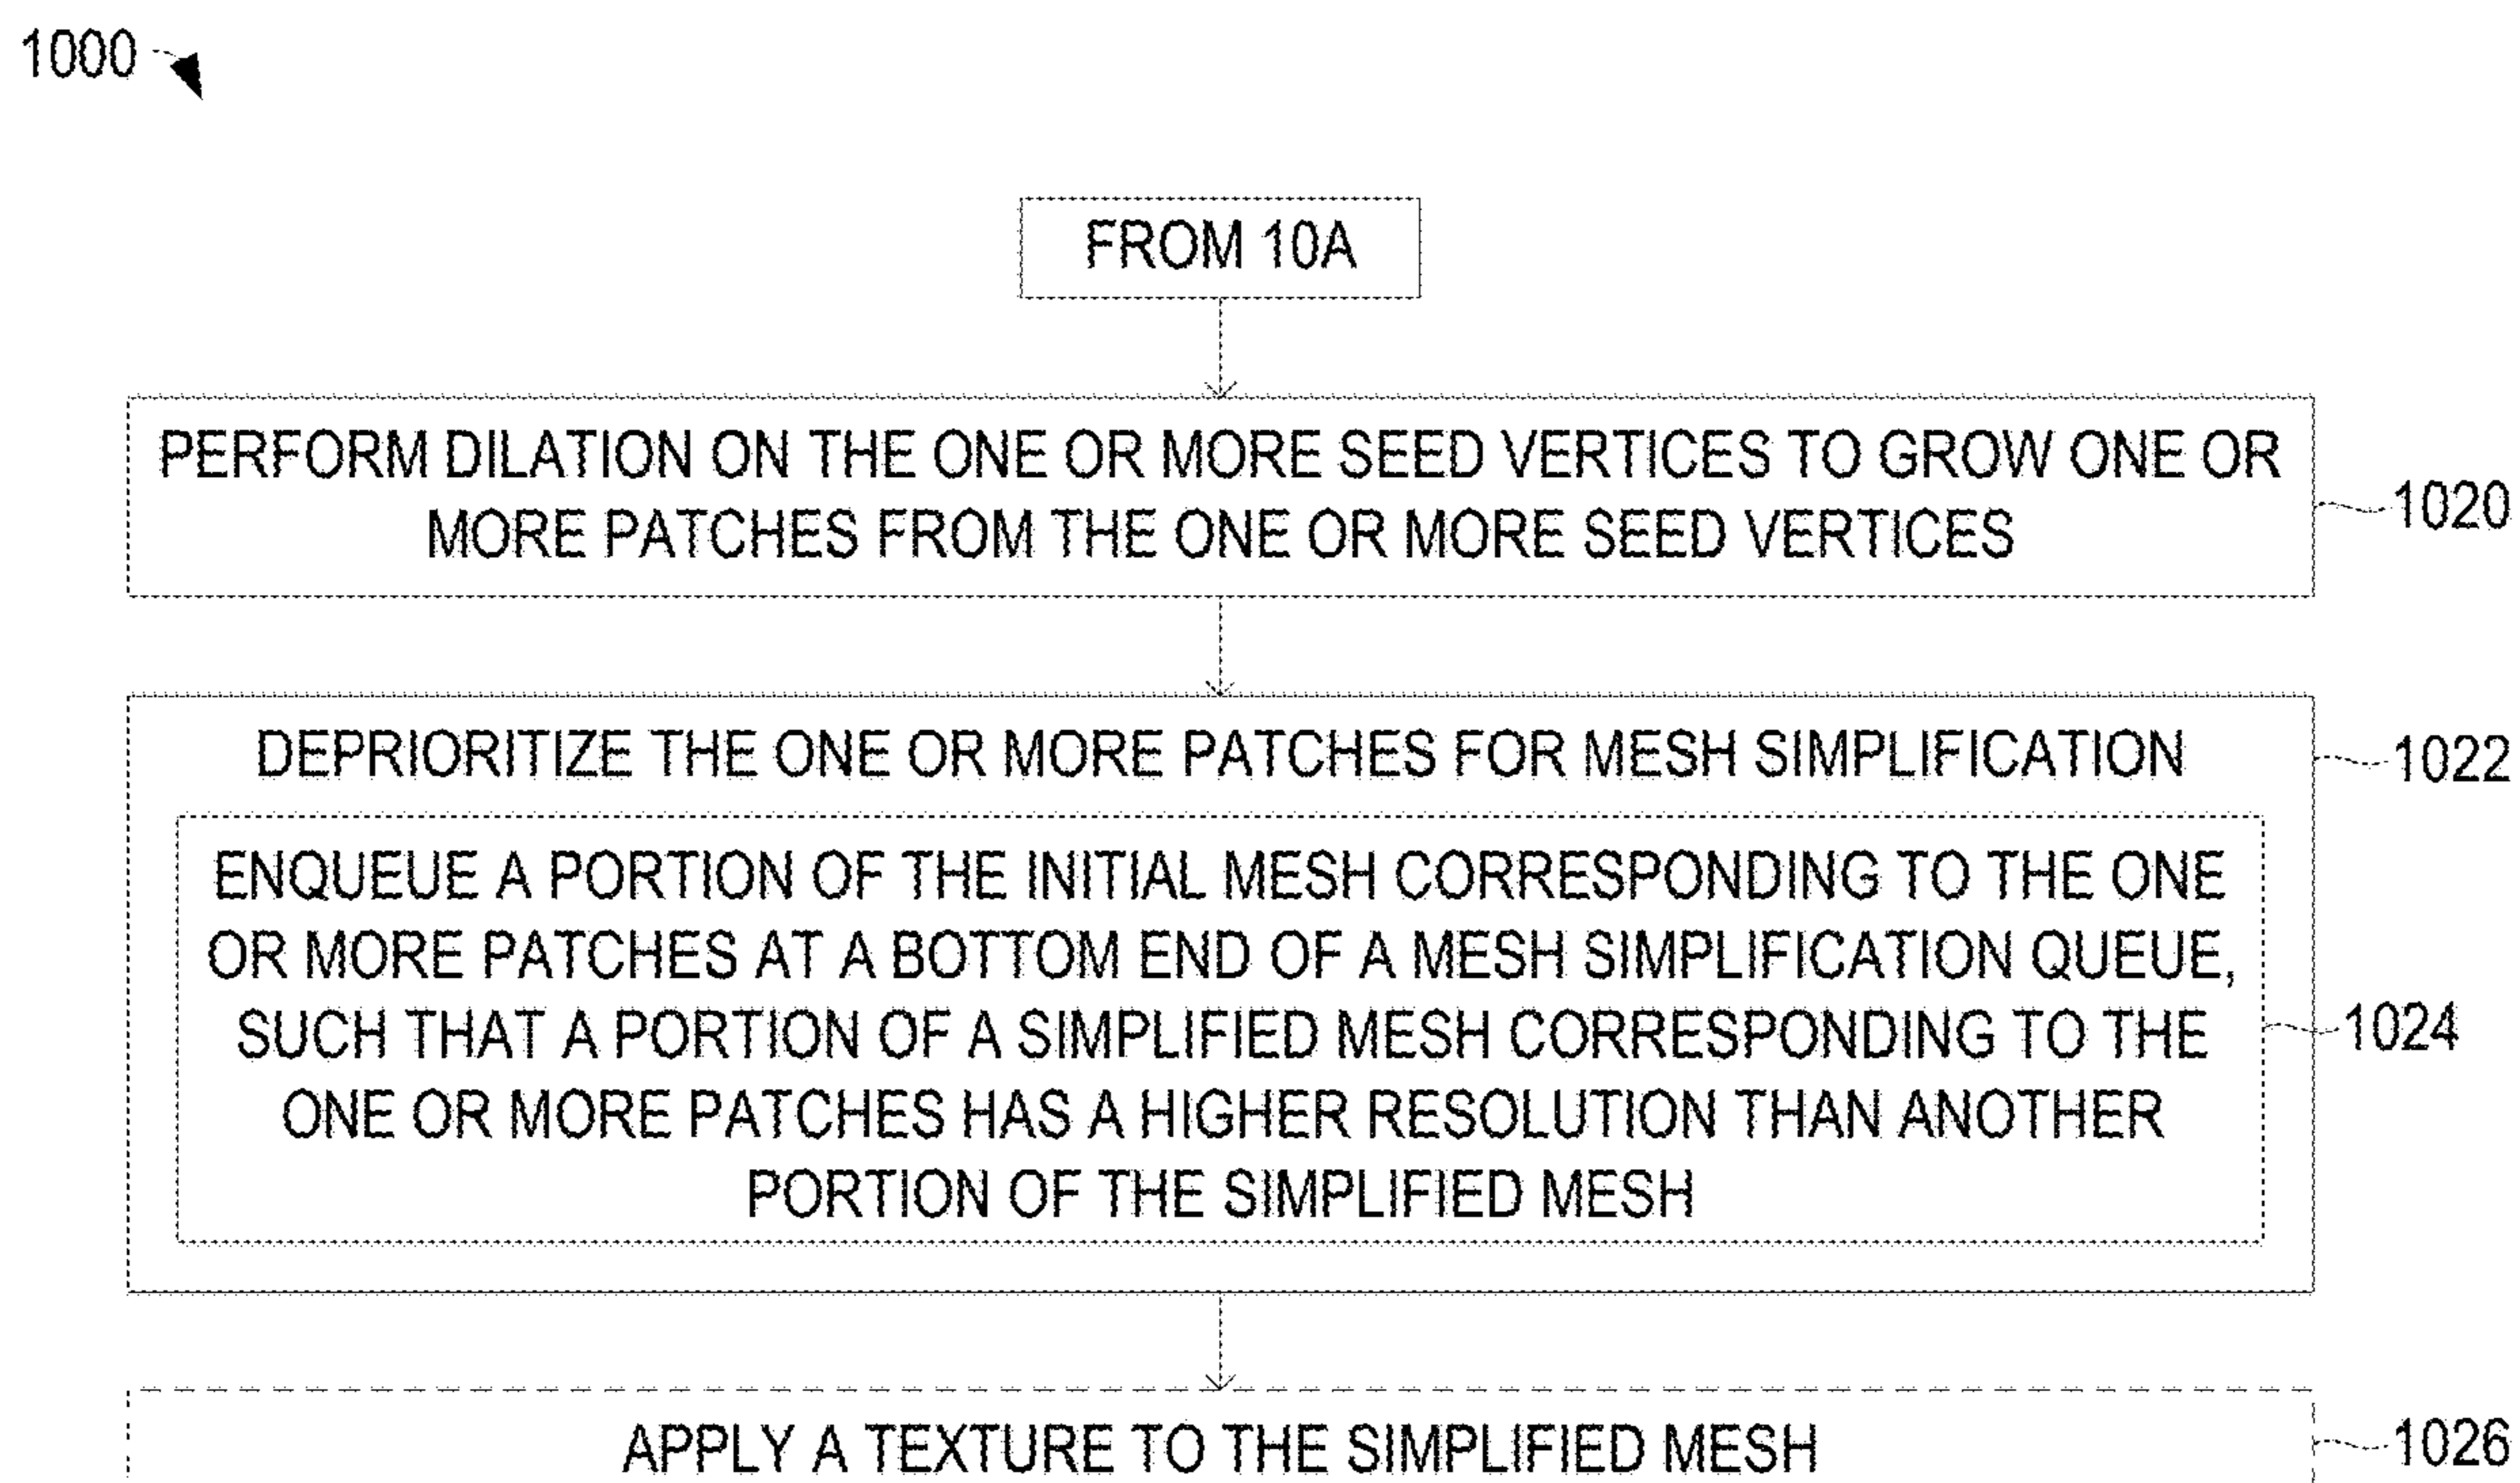 1000
FROM 10A
PERFORM DILATION ON THE ONE OR MORE SEED VERTICES TO GROW ONE OR
MORE PATCHES FROM THE ONE OR MORE SEED VERTICES
1020
DEPRIORITIZE THE ONE OR MORE PATCHES FOR MESH SIMPLIFICATION
1022
ENQUEUE A PORTION OF THE INITIAL MESH CORRESPONDING TO THE ONE
OR MORE PATCHES AT A BOTTOM END OF A MESH SIMPLIFICATION QUEUE,
SUCH THAT A PORTION OF A SIMPLIFIED MESH CORRESPONDING TO THE
ONE OR MORE PATCHES HAS A HIGHER RESOLUTION THAN ANOTHER
PORTION OF THE SIMPLIFIED MESH
1024
APPLY A TEXTURE TO THE SIMPLIFIED MESH
1026